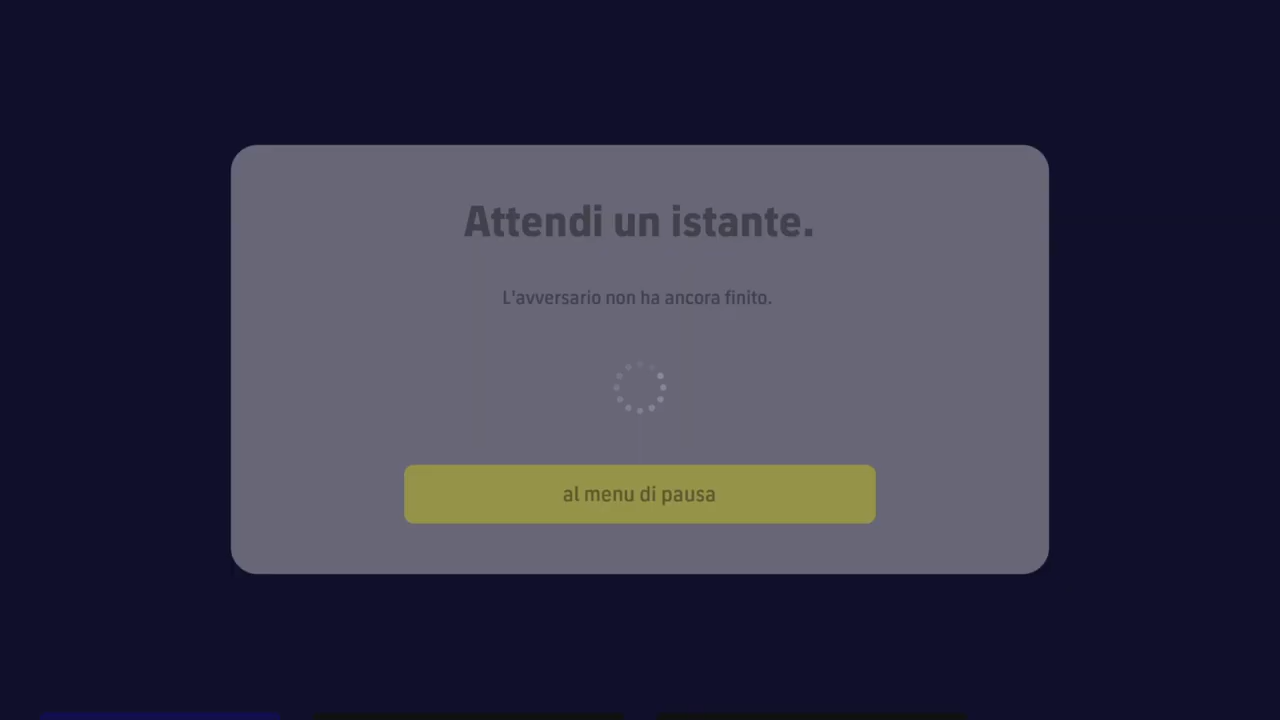 Attendi un istante.
L'avversario non ha ancora finito.
al menu di pausa